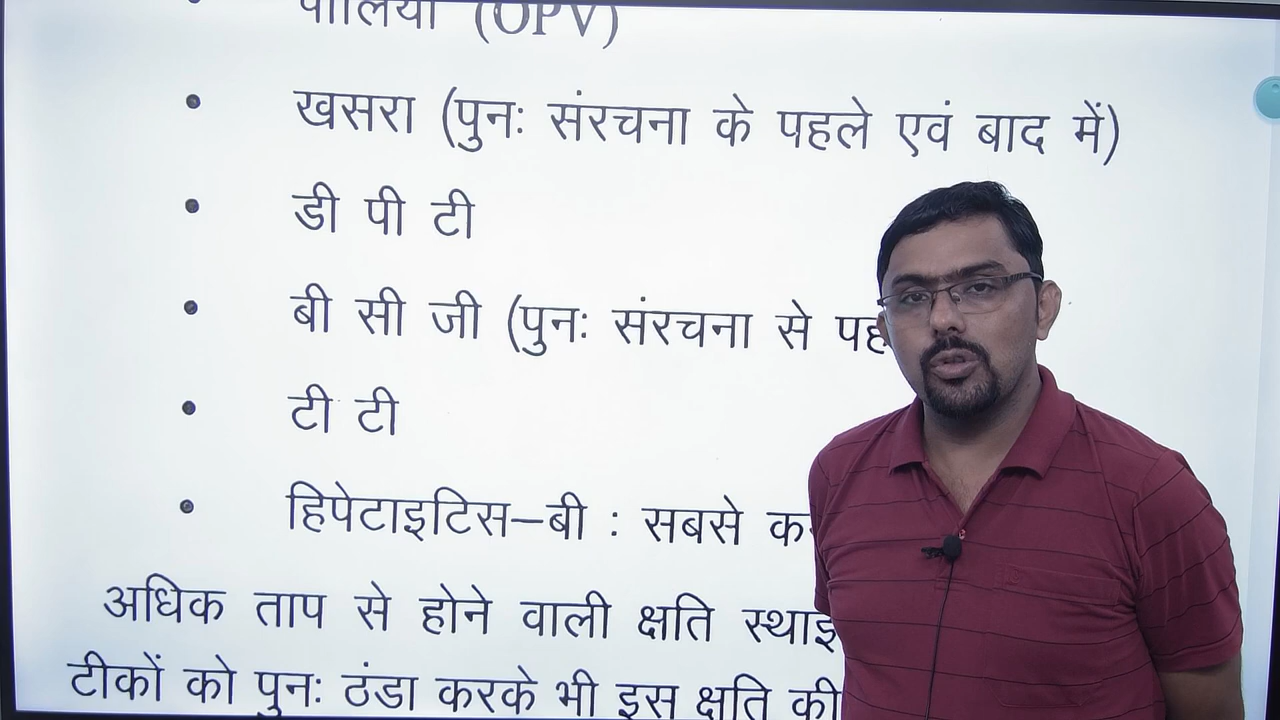 पोलियो (OPV)
• खसरा (पुनः संरचना के पहले एवं बाद में)
• डी पी टी
• बी सी जी (पुनः संरचना से
• टी टी
• हिपेटाइटिस–बी : सबसे
अधिक ताप से होने वाली क्षति
टीकों को पुनः ठंडा करके भी इस क्षति की